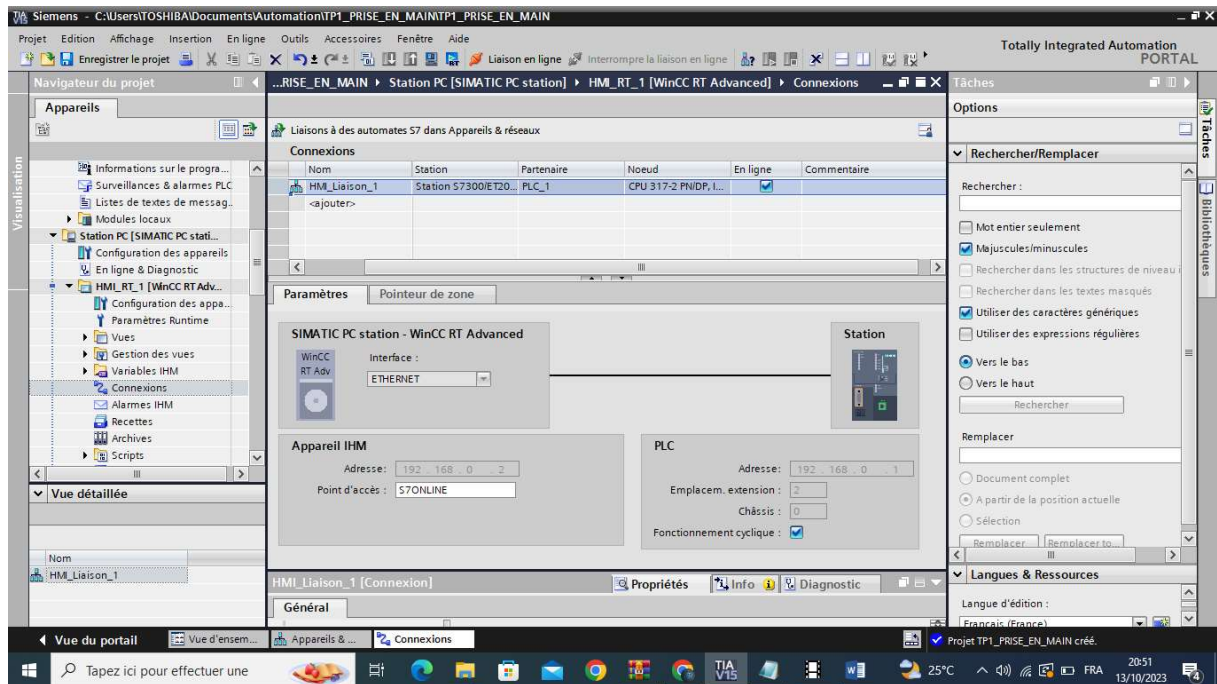 Siemens - C:\Users\TOSHIBA\Documents\Automation\TP1_PRISE_EN_MAIN\TP1_PRISE_EN_MAIN
Projet Edition Affichage Insertion En ligne Outils Accessoires Fenêtre Aide
Totally Integrated Automation
PORTAL
Enregistrer le projet Liaison en ligne Interrompre la liaison en ligne
Navigateur du projet
...RISE_EN_MAIN Station PC [SIMATIC PC station] HMI_RT_1 [WinCC RT Advanced] Connexions
Tâches
Appareils
Options
Liaisons à des automates S7 dans Appareils & réseaux
Connexions
Rechercher/Remplacer
Nom Station Partenaire Noeud En ligne Commentaire
HMI_Liaison_1 Station S7300/ET20... PLC_1 CPU 317-2 PN/DP, I...
<ajouter>
Visualisation
Informations sur le progra...
Surveillances & alarmes PLC
Listes de textes de messag.
Modules locaux
Station PC [SIMATIC PC stati...
Configuration des appareils
En ligne & Diagnostic
HMI_RT_1 [WinCC RT Adv...
Configuration des appa..
Paramètres Runtime
Vues
Gestion des vues
Variables IHM
Connexions
Alarmes IHM
Recettes
Archives
Scripts
Vue détaillée
Nom
HMI_Liaison_1
Paramètres Pointeur de zone
SIMATIC PC station - WinCC RT Advanced
Station
WinCC
RT Adv
Interface :
ETHERNET
Appareil IHM
Adresse: 192 . 168 . 0 . 2
Point d'accès : S7ONLINE
PLC
Adresse: 192 . 168 . 0 . 1
Emplacem. extension : 2
Châssis : 0
Fonctionnement cyclique :
HMI_Liaison_1 [Connexion]
Propriétés Info Diagnostic
Général
Rechercher :
Mot entier seulement
Majuscules/minuscules
Rechercher dans les structures de niveau i
Rechercher dans les textes masqués
Utiliser des caractères génériques
Utiliser des expressions régulières
Vers le bas
Vers le haut
Rechercher
Remplacer
Document complet
A partir de la position actuelle
Sélection
Remplacer Remplacer to...
Langues & Ressources
Langue d'édition :
Français (France)
Tâches
Bibliothèques
Vue du portail Vue d'ensem... Appareils & ... Connexions
Projet TP1_PRISE_EN_MAIN créé.
Tapez ici pour effectuer une
TIA
V15
25°C
FRA
20:51
13/10/2023